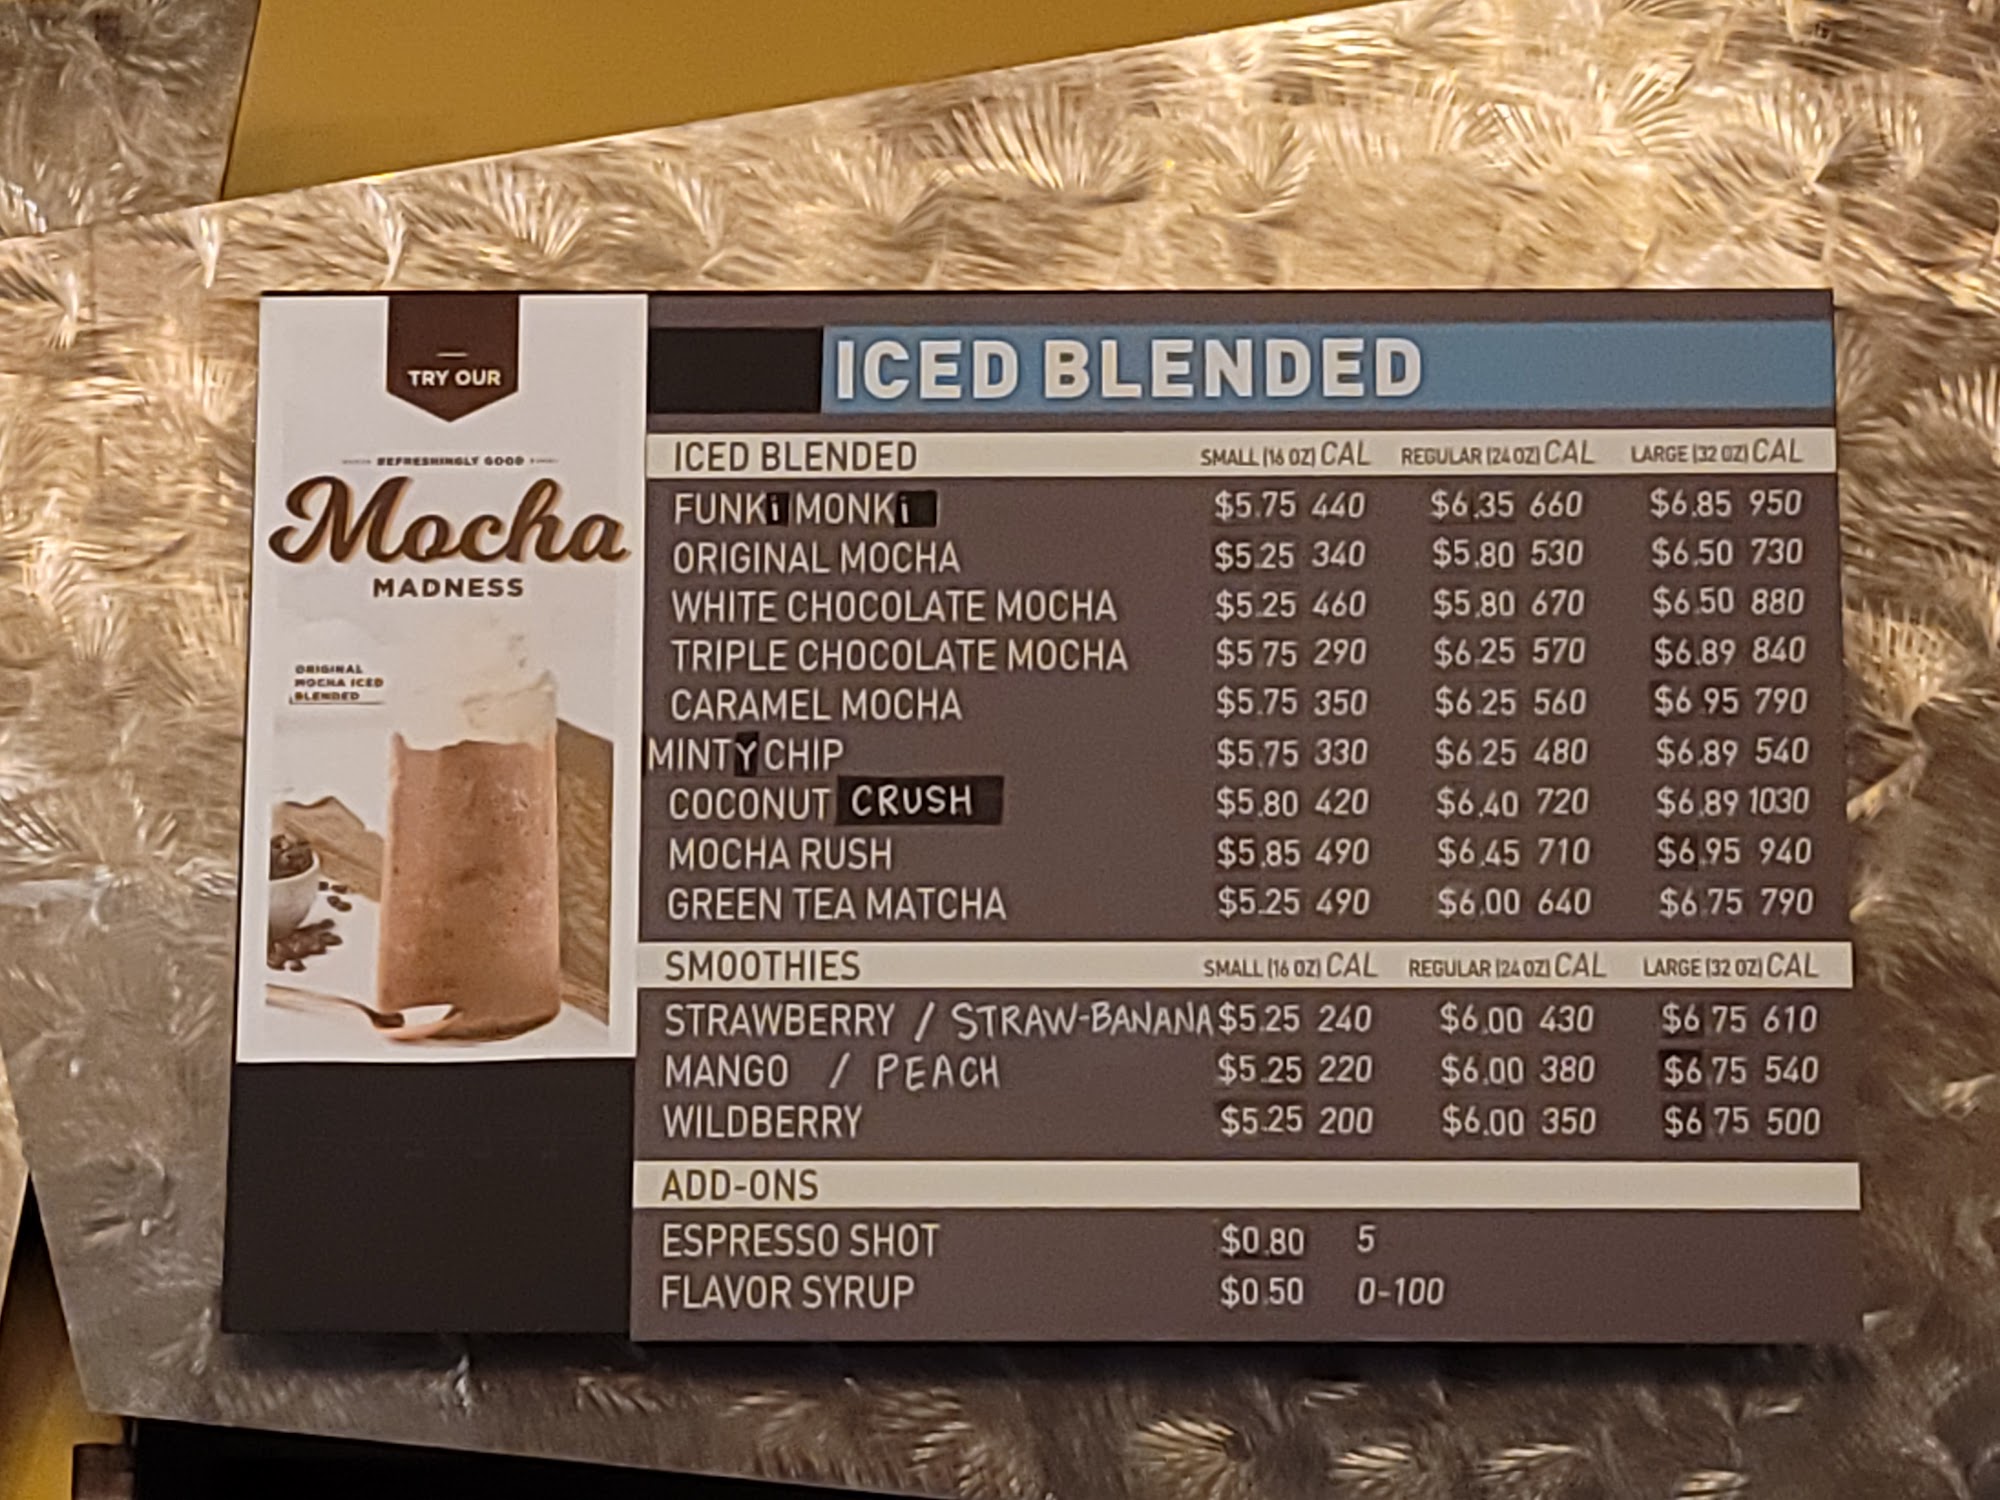 TRY OUR
REFRESHINGLY GOOD
Mocha
MADNESS
ORIGINAL
MOCHA ICED
BLENDED
ICED BLENDED
ICED BLENDED SMALL (16 OZ) CAL REGULAR (24 OZ) CAL LARGE (32 OZ) CAL
FUNKi MONKi $5.75 440 $6.35 660 $6.85 950
ORIGINAL MOCHA $5.25 340 $5.80 530 $6.50 730
WHITE CHOCOLATE MOCHA $5.25 460 $5.80 670 $6.50 880
TRIPLE CHOCOLATE MOCHA $5 75 290 $6.25 570 $6.89 840
CARAMEL MOCHA $5.75 350 $6.25 560 $6 95 790
MINTY CHIP $5.75 330 $6.25 480 $6.89 540
COCONUT CRUSH $5.80 420 $6.40 720 $6.89 1030
MOCHA RUSH $5.85 490 $6.45 710 $6.95 940
GREEN TEA MATCHA $5.25 490 $6.00 640 $6.75 790
SMOOTHIES SMALL (16 OZ) CAL REGULAR (24 OZ) CAL LARGE (32 OZ) CAL
STRAWBERRY / STRAW-BANANA $5.25 240 $6.00 430 $6 75 610
MANGO / PEACH $5.25 220 $6.00 380 $6 75 540
WILDBERRY $5.25 200 $6.00 350 $6 75 500
ADD-ONS
ESPRESSO SHOT $0.80 5
FLAVOR SYRUP $0.50 0-100